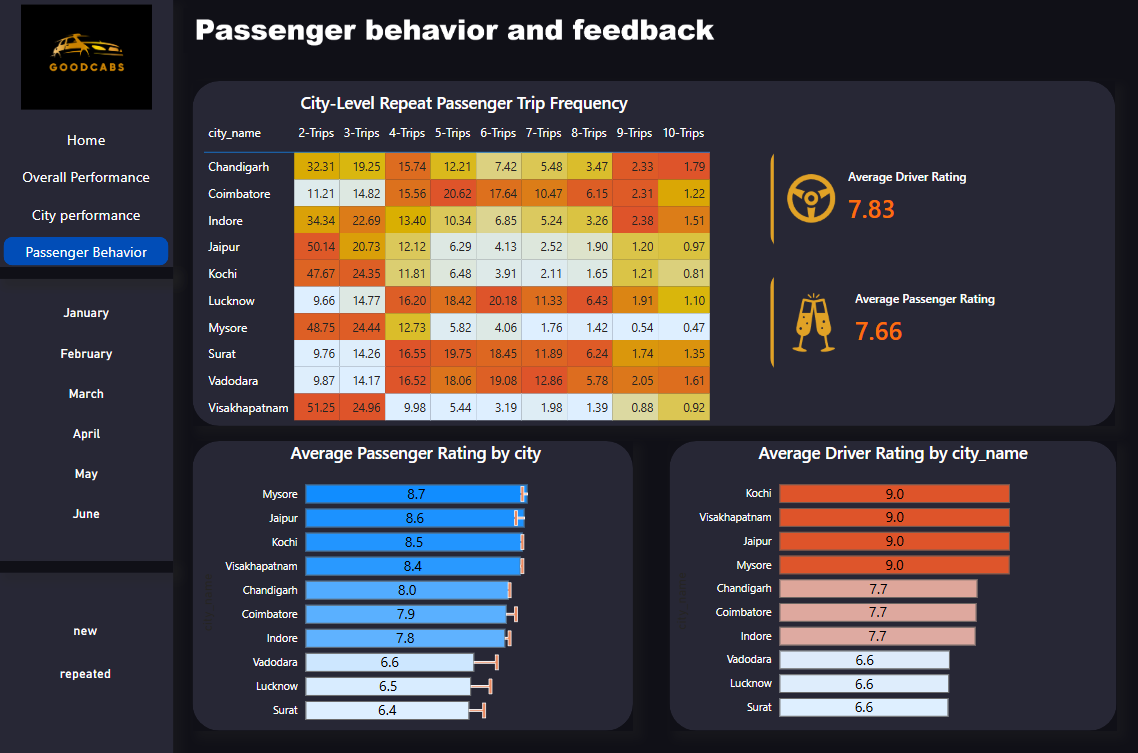 GOODCABS
Passenger behavior and feedback
Home
Overall Performance
City performance
Passenger Behavior
January
February
March
April
May
June
new
repeated
City-Level Repeat Passenger Trip Frequency
city_name 2-Trips 3-Trips 4-Trips 5-Trips 6-Trips 7-Trips 8-Trips 9-Trips 10-Trips
Chandigarh 32.31 19.25 15.74 12.21 7.42 5.48 3.47 2.33 1.79
Coimbatore 11.21 14.82 15.56 20.62 17.64 10.47 6.15 2.31 1.22
Indore 34.34 22.69 13.40 10.34 6.85 5.24 3.26 2.38 1.51
Jaipur 50.14 20.73 12.12 6.29 4.13 2.52 1.90 1.20 0.97
Kochi 47.67 24.35 11.81 6.48 3.91 2.11 1.65 1.21 0.81
Lucknow 9.66 14.77 16.20 18.42 20.18 11.33 6.43 1.91 1.10
Mysore 48.75 24.44 12.73 5.82 4.06 1.76 1.42 0.54 0.47
Surat 9.76 14.26 16.55 19.75 18.45 11.89 6.24 1.74 1.35
Vadodara 9.87 14.17 16.52 18.06 19.08 12.86 5.78 2.05 1.61
Visakhapatnam 51.25 24.96 9.98 5.44 3.19 1.98 1.39 0.88 0.92
Average Driver Rating
7.83
Average Passenger Rating
7.66
Average Passenger Rating by city
Mysore 8.7
Jaipur 8.6
Kochi 8.5
Visakhapatnam 8.4
Chandigarh 8.0
Coimbatore 7.9
Indore 7.8
Vadodara 6.6
Lucknow 6.5
Surat 6.4
Average Driver Rating by city_name
Kochi 9.0
Visakhapatnam 9.0
Jaipur 9.0
Mysore 9.0
Chandigarh 7.7
Coimbatore 7.7
Indore 7.7
Vadodara 6.6
Lucknow 6.6
Surat 6.6